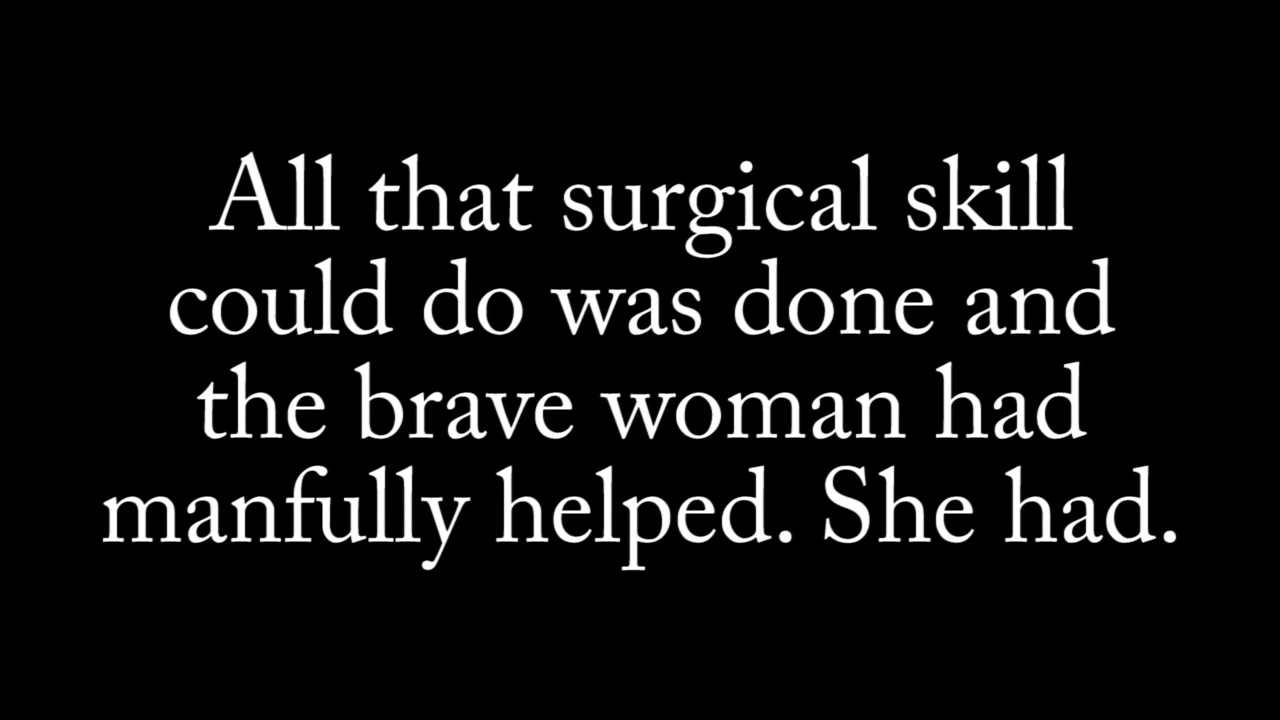 All that surgical skill
could do was done and
the brave woman had
manfully helped. She had.